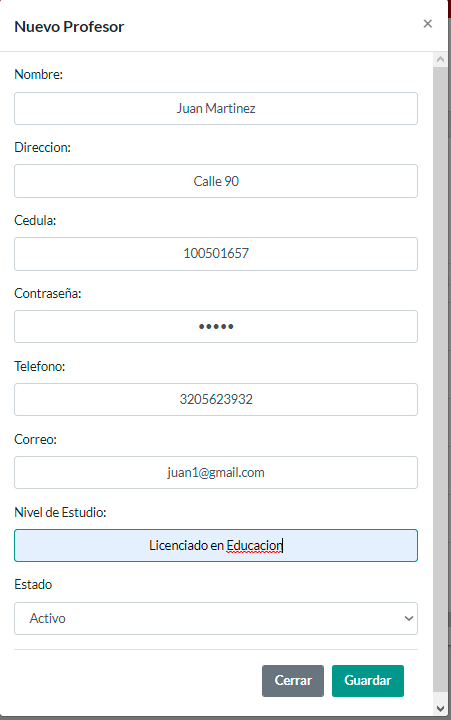 Nuevo Profesor ×
Nombre:
Juan Martinez
Direccion:
Calle 90
Cedula:
100501657
Contraseña:
•••••
Telefono:
3205623932
Correo:
juan1@gmail.com
Nivel de Estudio:
Licenciado en Educacion
Estado
Activo
Cerrar Guardar